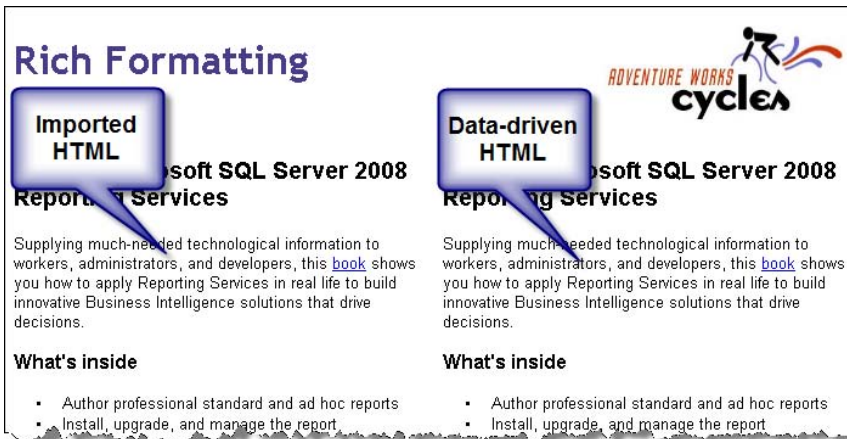 Rich Formatting
ADVENTURE WORKS
cycles
Imported
HTML
soft SQL Server 2008
Reporting Services
Supplying much-needed technological information to
workers, administrators, and developers, this book shows
you how to apply Reporting Services in real life to build
innovative Business Intelligence solutions that drive
decisions.
What's inside
▪ Author professional standard and ad hoc reports
▪ Install, upgrade, and manage the report
Data-driven
HTML
osoft SQL Server 2008
Reporting Services
Supplying much-needed technological information to
workers, administrators, and developers, this book shows
you how to apply Reporting Services in real life to build
innovative Business Intelligence solutions that drive
decisions.
What's inside
▪ Author professional standard and ad hoc reports
▪ Install, upgrade, and manage the report